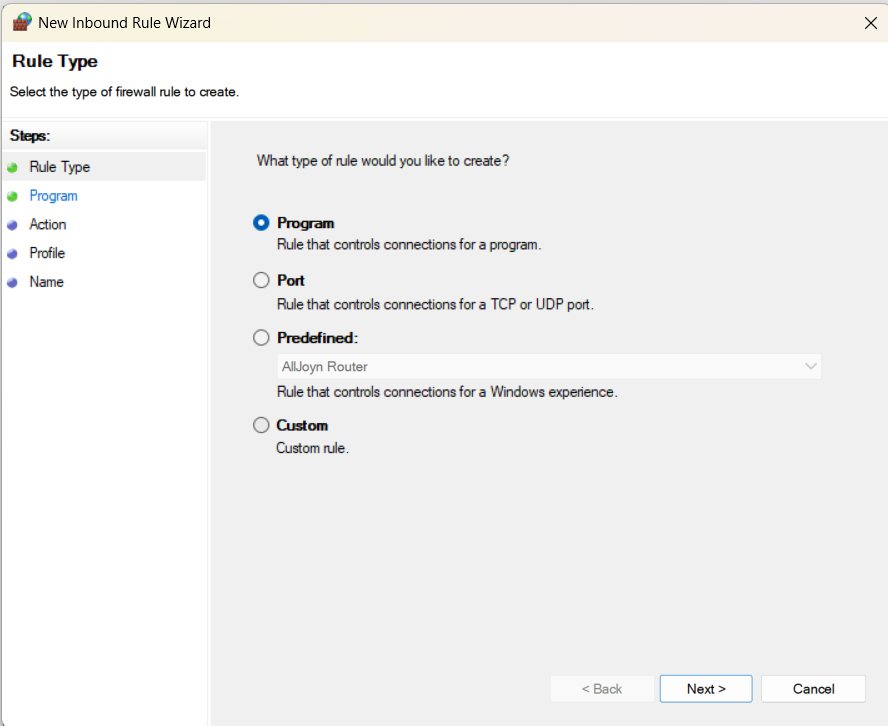 New Inbound Rule Wizard
Rule Type
Select the type of firewall rule to create.
Steps:
Rule Type
Program
Action
Profile
Name
What type of rule would you like to create?
Program
Rule that controls connections for a program.
Port
Rule that controls connections for a TCP or UDP port.
Predefined:
AllJoyn Router
Rule that controls connections for a Windows experience.
Custom
Custom rule.
< Back
Next >
Cancel